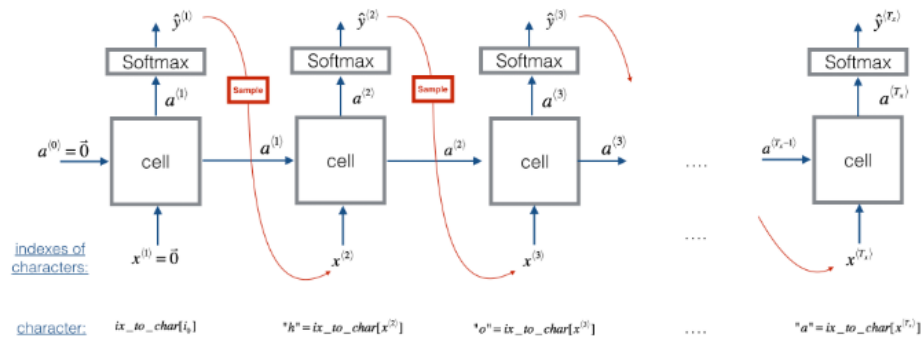 ŷ⟨1⟩ ŷ⟨2⟩ ŷ⟨3⟩ ŷ⟨Tₓ⟩
Softmax Softmax Softmax Softmax
Sample Sample
a⟨1⟩ a⟨2⟩ a⟨3⟩ a⟨Tₓ⟩
a⟨0⟩ = 0⃗ cell a⟨1⟩ cell a⟨2⟩ cell a⟨3⟩ .... a⟨Tₓ-1⟩ cell
indexes of
characters: x⟨1⟩ = 0⃗ x⟨2⟩ x⟨3⟩ .... x⟨Tₓ⟩
character: ix_to_char[i₀] "h" = ix_to_char[x⟨2⟩] "o" = ix_to_char[x⟨3⟩] .... "a" = ix_to_char[x⟨Tₓ⟩]